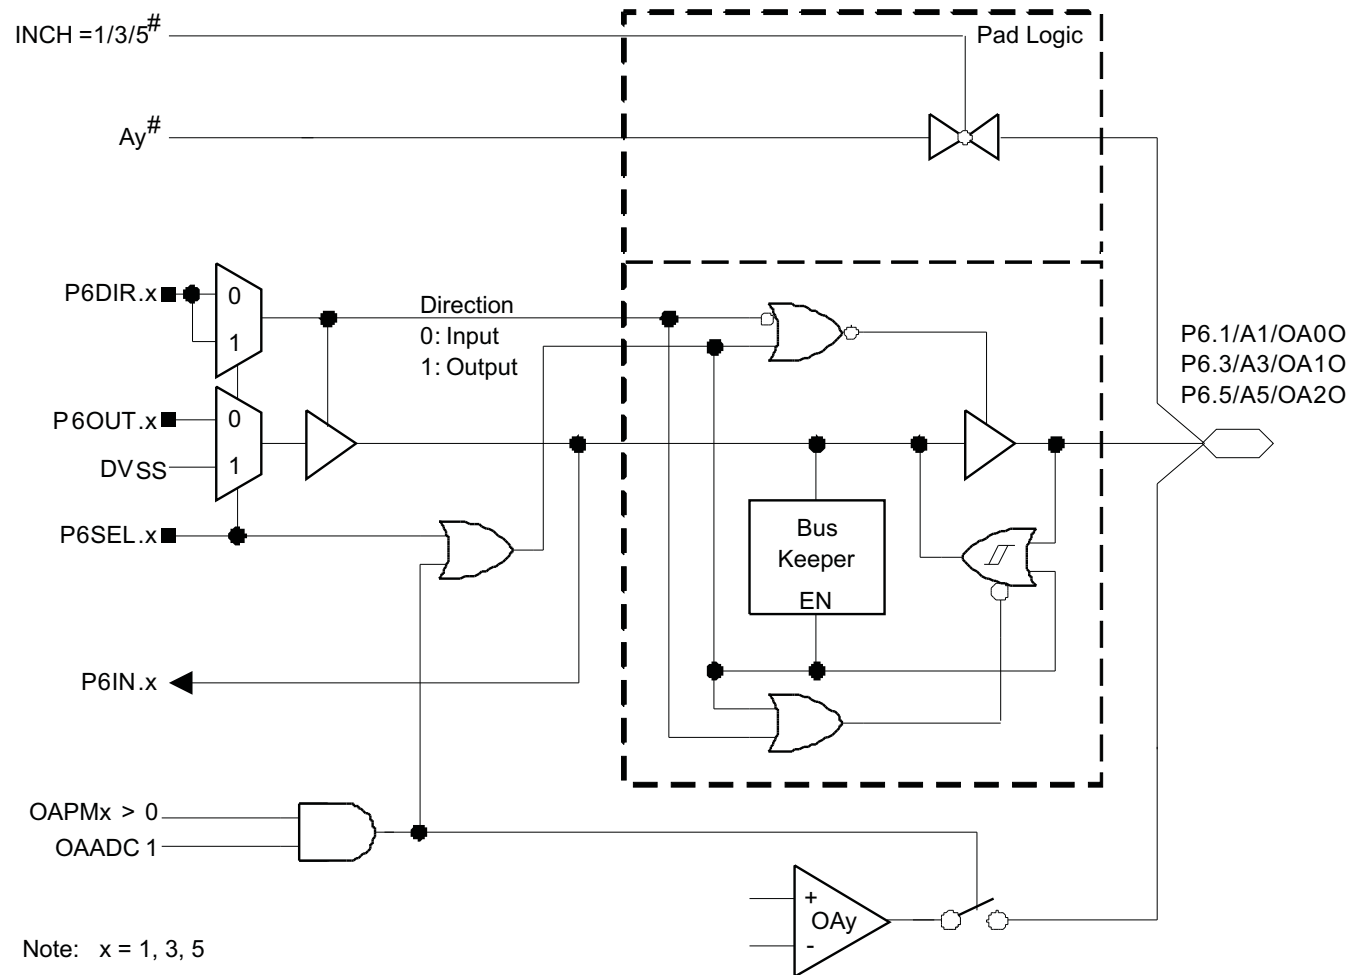 INCH =1/3/5#
Pad Logic
Ay#
P6DIR.x
0
1
Direction
0: Input
1: Output
P6.1/A1/OA0O
P6.3/A3/OA1O
P6.5/A5/OA2O
P6OUT.x
0
DVSS
1
P6SEL.x
Bus
Keeper
EN
P6IN.x
OAPMx > 0
OAADC 1
+
OAy
-
Note: x = 1, 3, 5